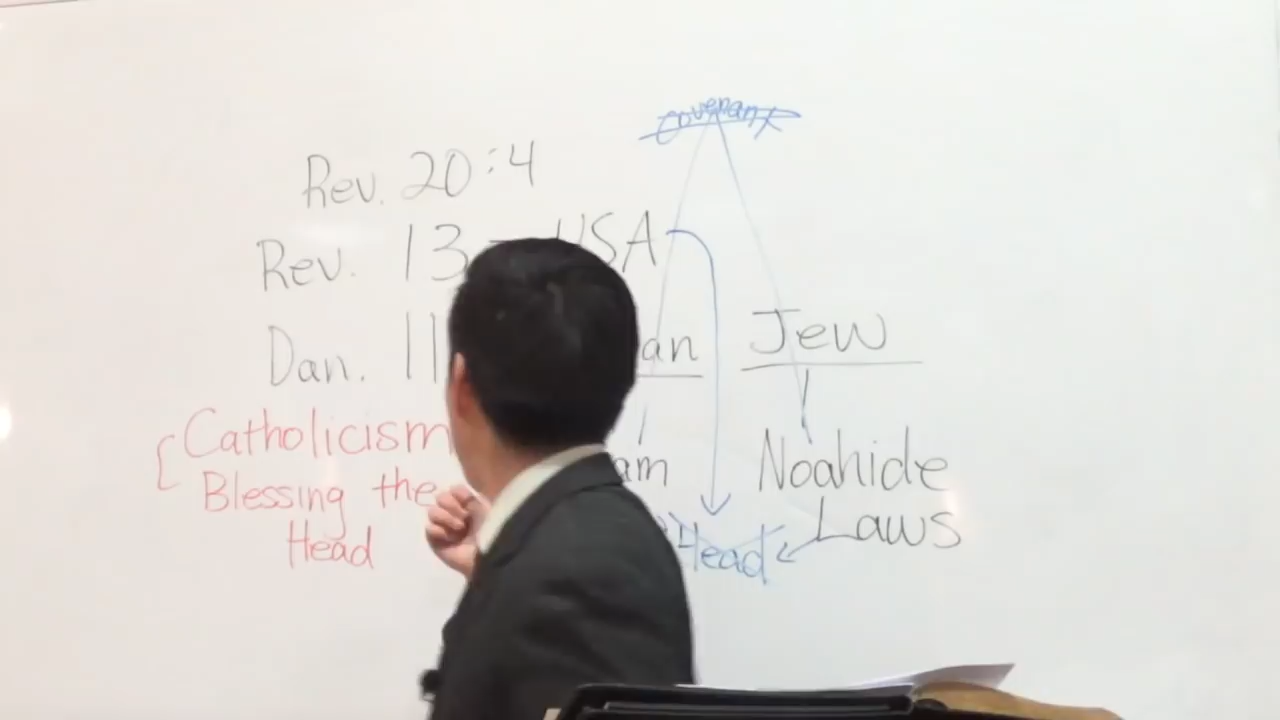 covenant
Rev. 20:4
Rev. 13 - USA
Dan. 11
Jew
Catholicism
Blessing the
Head
Noahide
Laws
Head